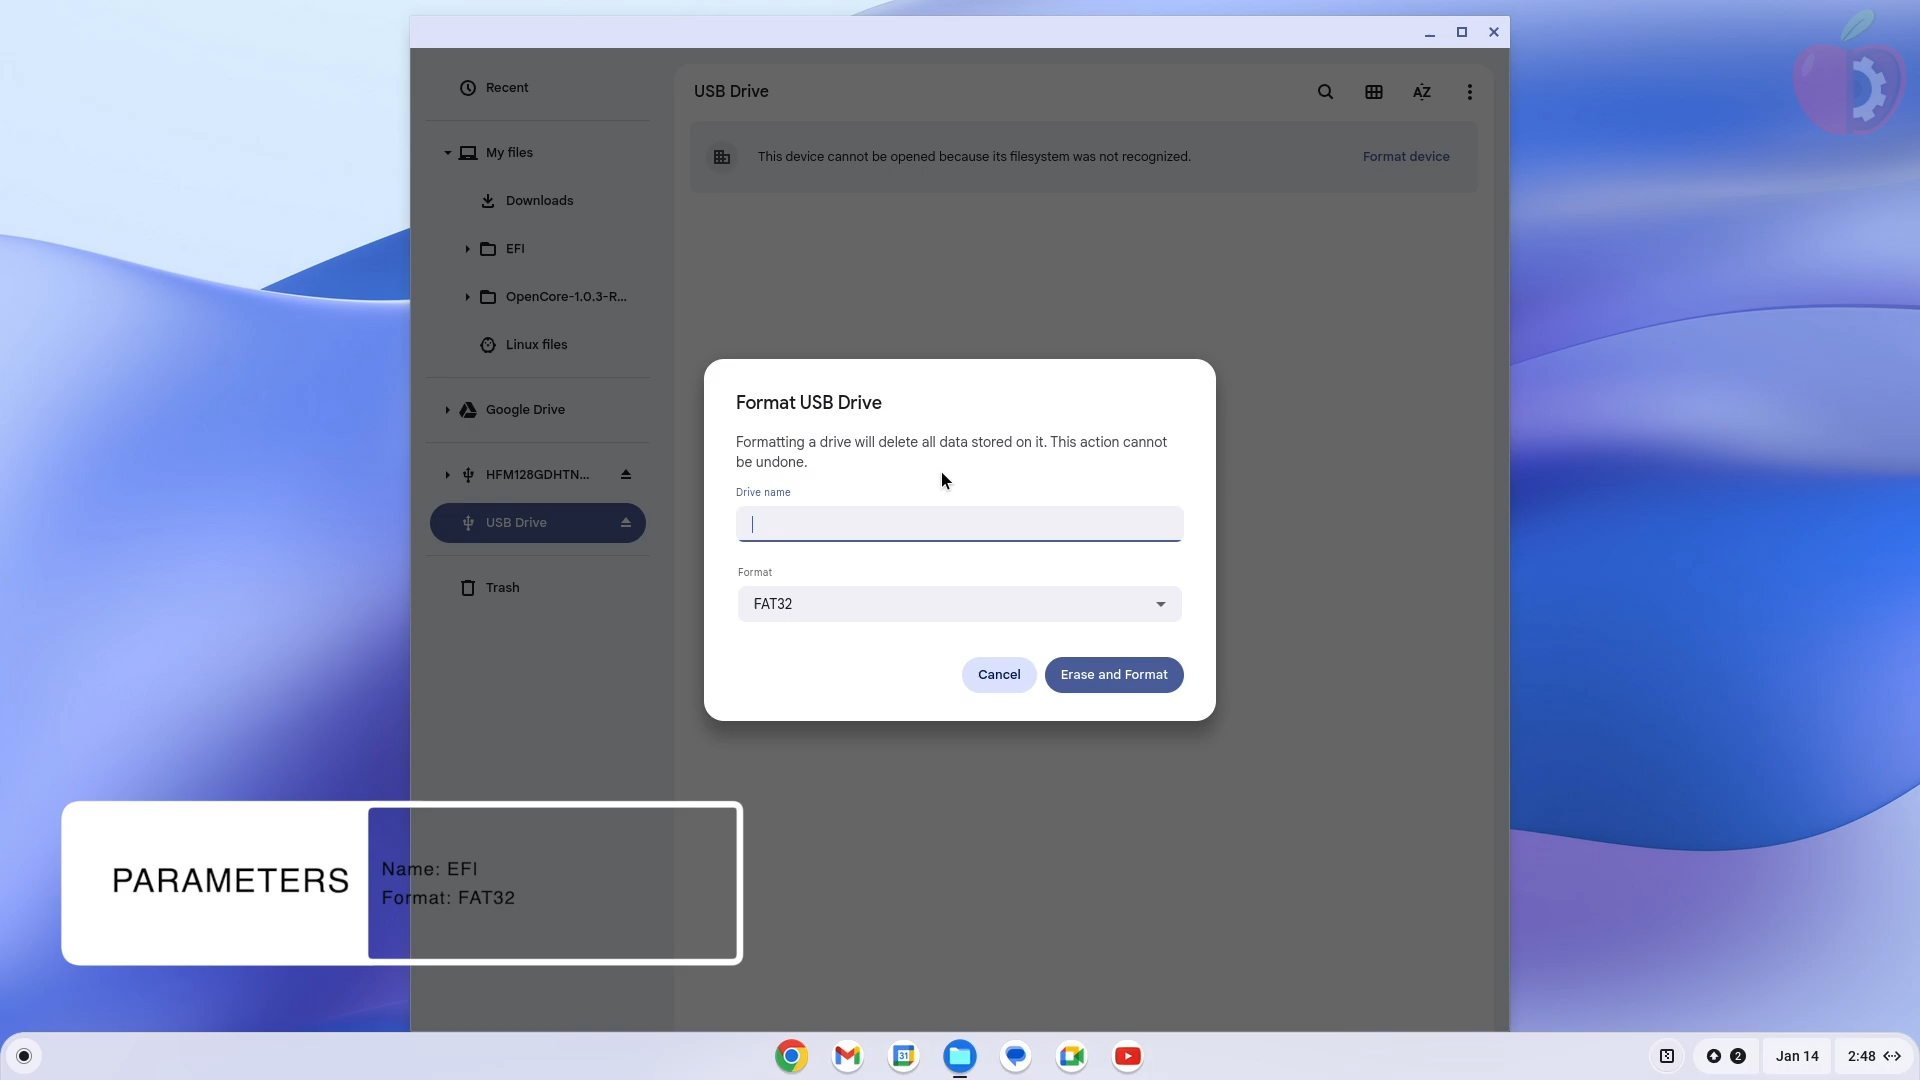 Recent
My files
Downloads
EFI
OpenCore-1.0.3-R...
Linux files
Google Drive
HFM128GDHTN...
USB Drive
Trash
USB Drive
AZ
This device cannot be opened because its filesystem was not recognized.
Format device
Format USB Drive
Formatting a drive will delete all data stored on it. This action cannot
be undone.
Drive name
Format
FAT32
Cancel
Erase and Format
PARAMETERS
Name: EFI
Format: FAT32
31
2
Jan 14
2:48